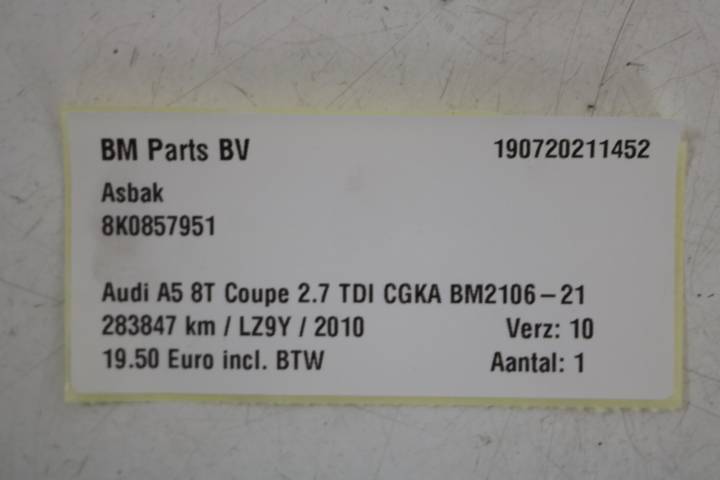 BM Parts BV 190720211452
Asbak
8K0857951
Audi A5 8T Coupe 2.7 TDI CGKA BM2106-21
283847 km / LZ9Y / 2010 Verz: 10
19.50 Euro incl. BTW Aantal: 1